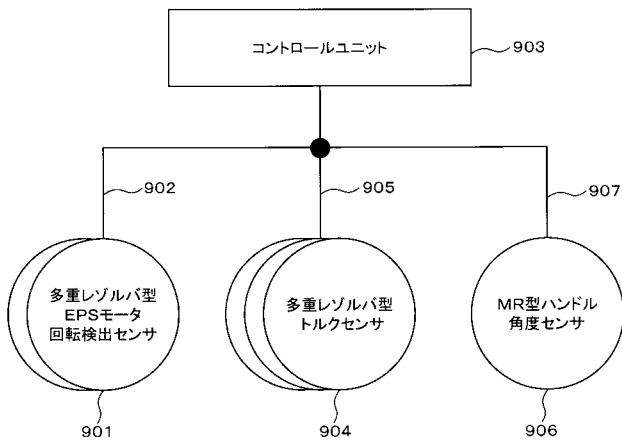 コントロールユニット
903
902
905
907
多重レゾルバ型
EPSモータ
回転検出センサ
多重レゾルバ型
トルクセンサ
MR型ハンドル
角度センサ
901
904
906